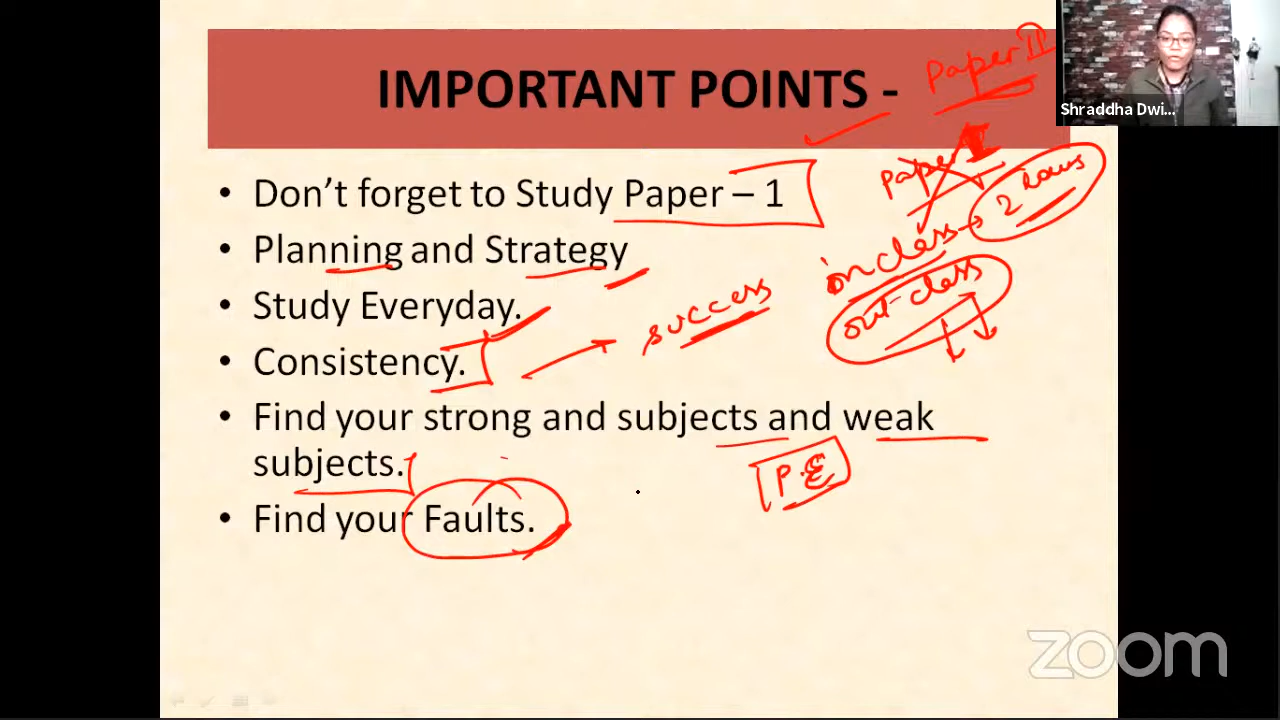 IMPORTANT POINTS -
Paper II
Shraddha Dwi...
• Don't forget to Study Paper – 1
Paper I
2 hours
• Planning and Strategy
in class
out-class
• Study Everyday.
success
• Consistency.
• Find your strong and subjects and weak
subjects.
P.E
• Find your Faults.
zoom